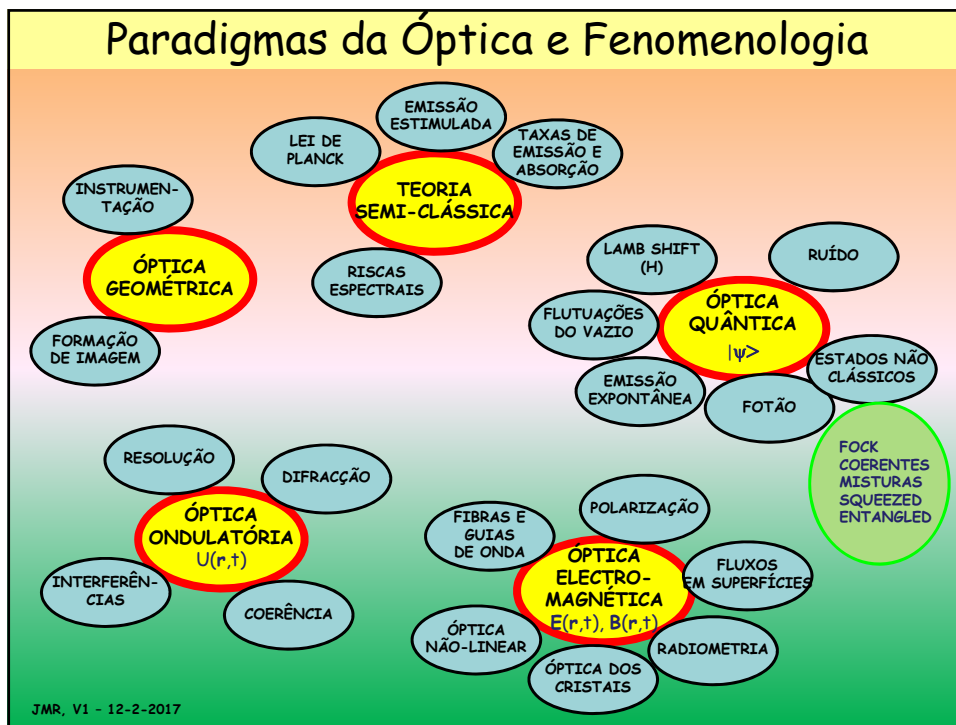 Paradigmas da Óptica e Fenomenologia
EMISSÃO
ESTIMULADA
LEI DE
PLANCK
TAXAS DE
EMISSÃO E
ABSORÇÃO
TEORIA
SEMI-CLÁSSICA
RISCAS
ESPECTRAIS
INSTRUMEN-
TAÇÃO
ÓPTICA
GEOMÉTRICA
FORMAÇÃO
DE IMAGEM
LAMB SHIFT
(H)
RUÍDO
FLUTUAÇÕES
DO VAZIO
ÓPTICA
QUÂNTICA
|ψ>
ESTADOS NÃO
CLÁSSICOS
EMISSÃO
EXPONTÂNEA
FOTÃO
FOCK
COERENTES
MISTURAS
SQUEEZED
ENTANGLED
RESOLUÇÃO
DIFRACÇÃO
ÓPTICA
ONDULATÓRIA
U(r,t)
INTERFERÊN-
CIAS
COERÊNCIA
POLARIZAÇÃO
FIBRAS E
GUIAS
DE ONDA
ÓPTICA
ELECTRO-
MAGNÉTICA
E(r,t), B(r,t)
FLUXOS
EM SUPERFÍCIES
ÓPTICA
NÃO-LINEAR
RADIOMETRIA
ÓPTICA DOS
CRISTAIS
JMR, V1 - 12-2-2017